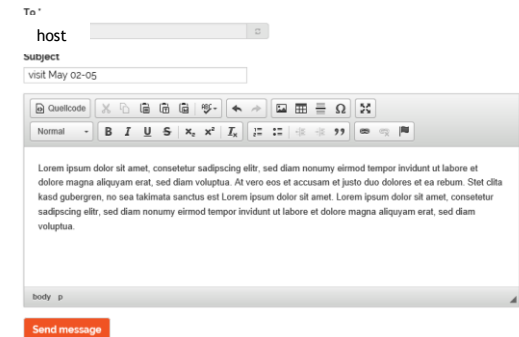 To *
host
Subject
visit May 02-05
Quellcode
Normal B I U S x₂ x² Iₓ
Lorem ipsum dolor sit amet, consetetur sadipscing elitr, sed diam nonumy eirmod tempor invidunt ut labore et
dolore magna aliquyam erat, sed diam voluptua. At vero eos et accusam et justo duo dolores et ea rebum. Stet clita
kasd gubergren, no sea takimata sanctus est Lorem ipsum dolor sit amet. Lorem ipsum dolor sit amet, consetetur
sadipscing elitr, sed diam nonumy eirmod tempor invidunt ut labore et dolore magna aliquyam erat, sed diam
voluptua.
body p
Send message